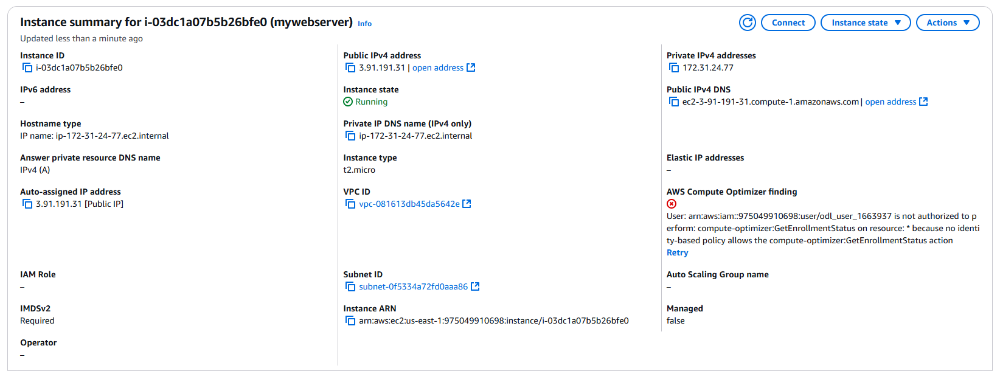 Instance summary for i-03dc1a07b5b26bfe0 (mywebserver) Info
Connect
Instance state
Actions
Updated less than a minute ago
Instance ID
i-03dc1a07b5b26bfe0
Public IPv4 address
3.91.191.31 | open address
Private IPv4 addresses
172.31.24.77
IPv6 address
–
Instance state
Running
Public IPv4 DNS
ec2-3-91-191-31.compute-1.amazonaws.com | open address
Hostname type
IP name: ip-172-31-24-77.ec2.internal
Private IP DNS name (IPv4 only)
ip-172-31-24-77.ec2.internal
Answer private resource DNS name
IPv4 (A)
Instance type
t2.micro
Elastic IP addresses
–
Auto-assigned IP address
3.91.191.31 [Public IP]
VPC ID
vpc-081613db45da5642e
AWS Compute Optimizer finding
User: arn:aws:iam::975049910698:user/odl_user_1663937 is not authorized to p
erform: compute-optimizer:GetEnrollmentStatus on resource: * because no identi
ty-based policy allows the compute-optimizer:GetEnrollmentStatus action
Retry
IAM Role
–
Subnet ID
subnet-0f5334a72fd0aaa86
Auto Scaling Group name
–
IMDSv2
Required
Instance ARN
arn:aws:ec2:us-east-1:975049910698:instance/i-03dc1a07b5b26bfe0
Managed
false
Operator
–